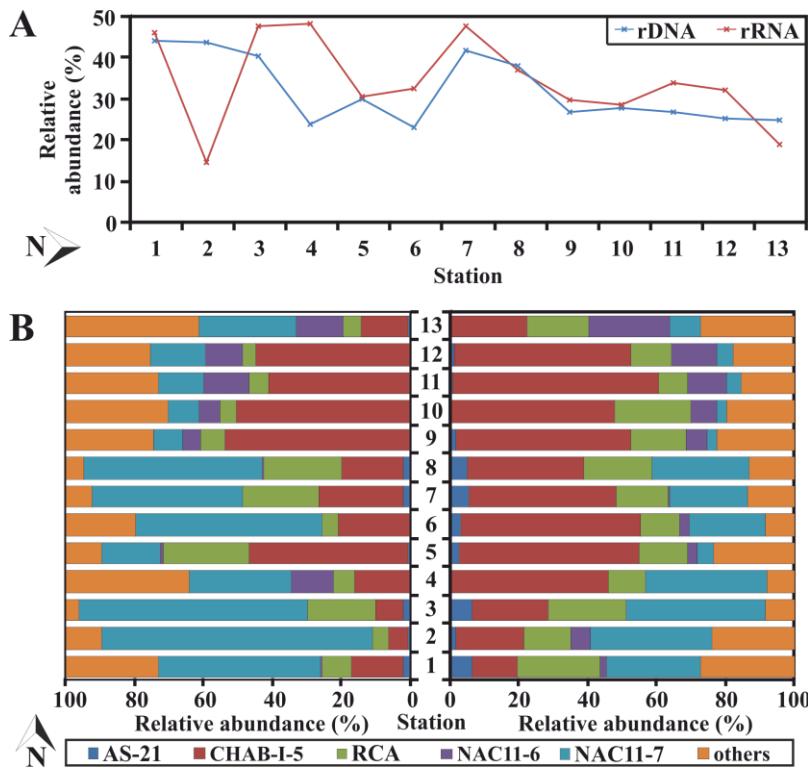 A
Relative abundance (%)
50
40
30
20
10
0
rDNA rRNA
1 2 3 4 5 6 7 8 9 10 11 12 13
N
Station
B
13
12
11
10
9
8
7
6
5
4
3
2
1
100 80 60 40 20 0
0 20 40 60 80 100
Relative abundance (%) Station Relative abundance (%)
N
AS-21 CHAB-I-5 RCA NAC11-6 NAC11-7 others